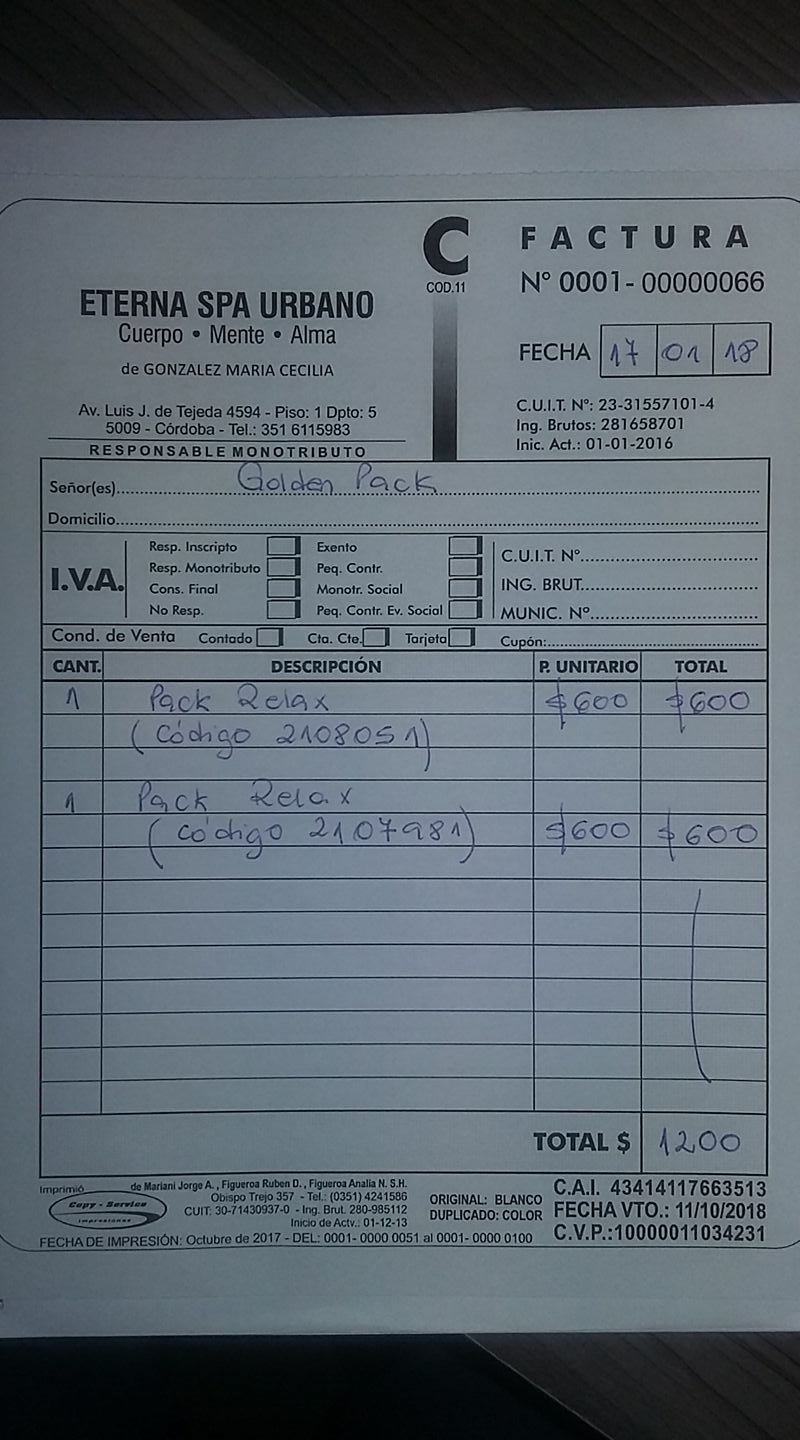 C
COD.11
FACTURA
Nº 0001-00000066
FECHA 17 01 18
ETERNA SPA URBANO
Cuerpo • Mente • Alma
de GONZALEZ MARIA CECILIA
Av. Luis J. de Tejeda 4594 - Piso: 1 Dpto: 5
5009 - Córdoba - Tel.: 351 6115983
RESPONSABLE MONOTRIBUTO
C.U.I.T. Nº: 23-31557101-4
Ing. Brutos: 281658701
Inic. Act.: 01-01-2016
Señor(es) Golden Pack
Domicilio
I.V.A.
Resp. Inscripto Exento
Resp. Monotributo Peq. Contr.
Cons. Final Monotr. Social
No Resp. Peq. Contr. Ev. Social
C.U.I.T. Nº
ING. BRUT.
MUNIC. Nº
Cond. de Venta Contado Cta. Cte. Tarjeta Cupón:
CANT. DESCRIPCIÓN P. UNITARIO TOTAL
1 Pack Relax $600 $600
(código 2108051)
1 Pack Relax
(código 2107981) $600 $600
TOTAL $ 1200
Imprimió
Copy - Service
Impresiones
de Mariani Jorge A., Figueroa Ruben D., Figueroa Analia N. S.H.
Obispo Trejo 357 - Tel.: (0351) 4241586
CUIT: 30-71430937-0 - Ing. Brut. 280-985112
Inicio de Actv.: 01-12-13
FECHA DE IMPRESIÓN: Octubre de 2017 - DEL: 0001- 0000 0051 al 0001- 0000 0100
ORIGINAL: BLANCO
DUPLICADO: COLOR
C.A.I. 43414117663513
FECHA VTO.: 11/10/2018
C.V.P.:10000011034231